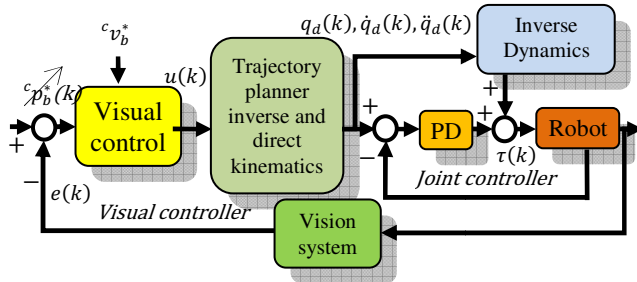 ᶜv_b^*
q_d(k), q̇_d(k), q̈_d(k)
Inverse
Dynamics
ᶜp_b^*(k)
u(k)
Visual
control
Trajectory
planner
inverse and
direct
kinematics
+
−
+
−
PD
+
+
τ(k)
Robot
e(k)
Visual controller
Joint controller
Vision
system